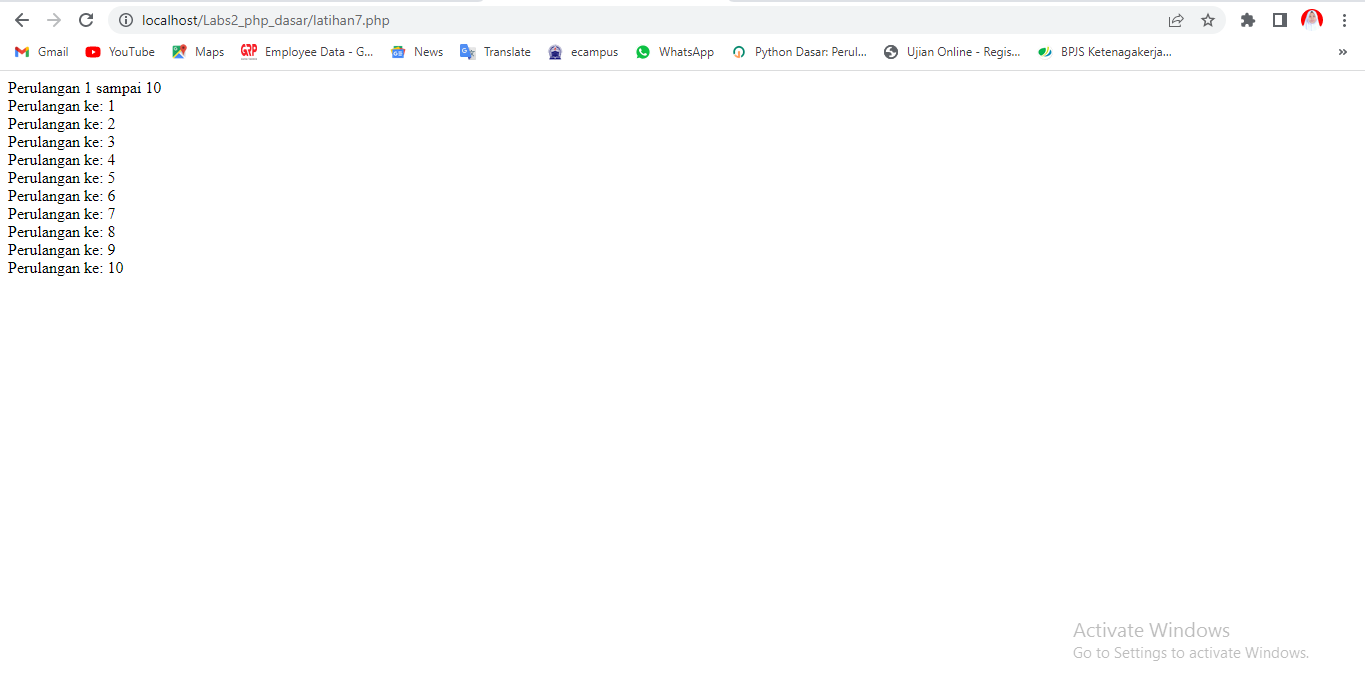 localhost/Labs2_php_dasar/latihan7.php
Gmail YouTube Maps GRP Employee Data - G... News Translate ecampus WhatsApp Python Dasar: Perul... Ujian Online - Regis... BPJS Ketenagakerja... »
Perulangan 1 sampai 10
Perulangan ke: 1
Perulangan ke: 2
Perulangan ke: 3
Perulangan ke: 4
Perulangan ke: 5
Perulangan ke: 6
Perulangan ke: 7
Perulangan ke: 8
Perulangan ke: 9
Perulangan ke: 10
Activate Windows
Go to Settings to activate Windows.